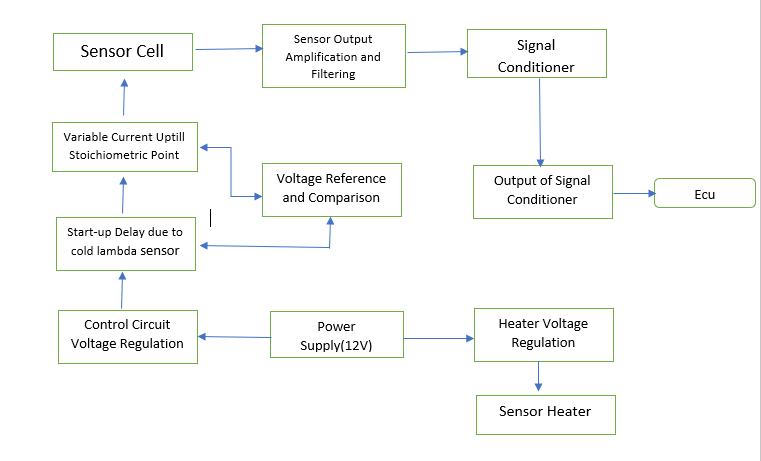 Sensor Cell
Sensor Output
Amplification and
Filtering
Signal
Conditioner
Variable Current Uptill
Stoichiometric Point
Voltage Reference
and Comparison
Output of Signal
Conditioner
Ecu
Start-up Delay due to
cold lambda sensor
Control Circuit
Voltage Regulation
Power
Supply(12V)
Heater Voltage
Regulation
Sensor Heater